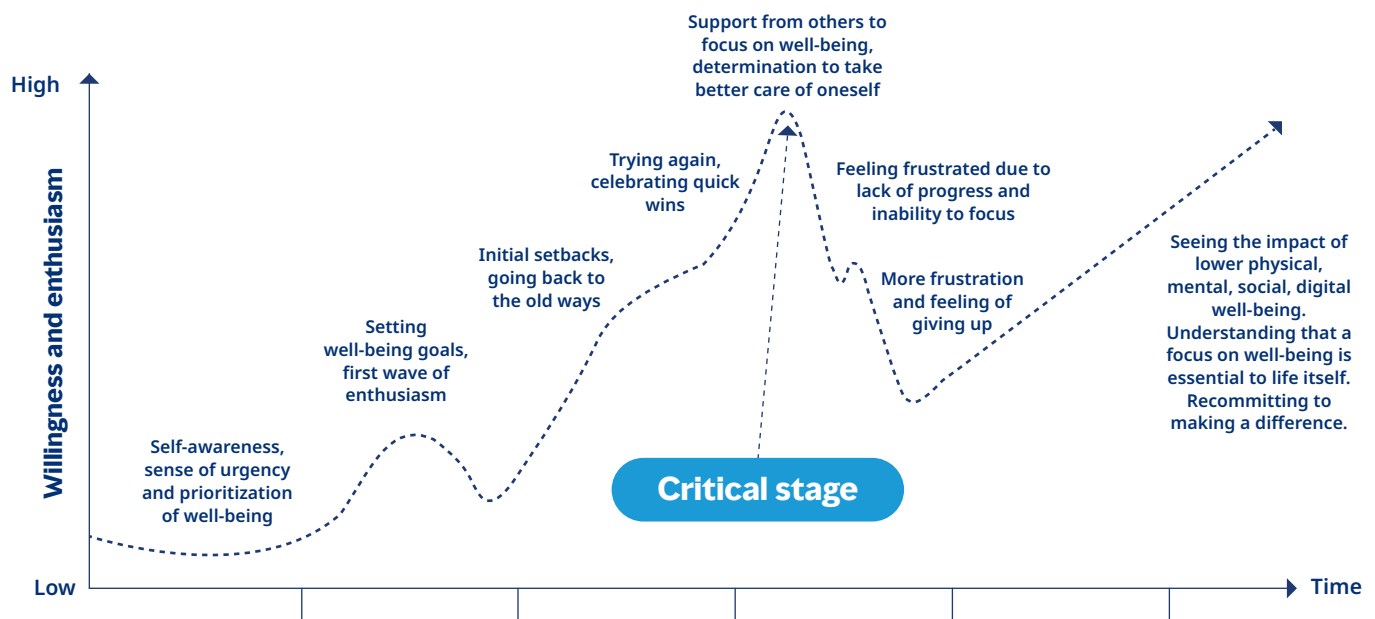 Support from others to
focus on well-being,
determination to take
better care of oneself
High
Trying again,
celebrating quick
wins
Feeling frustrated due to
lack of progress and
inability to focus
Willingness and enthusiasm
Initial setbacks,
going back to
the old ways
Seeing the impact of
lower physical,
mental, social, digital
well-being.
Understanding that a
focus on well-being is
essential to life itself.
Recommitting to
making a difference.
More frustration
and feeling of
giving up
Setting
well-being goals,
first wave of
enthusiasm
Self-awareness,
sense of urgency
and prioritization
of well-being
Critical stage
Low
Time